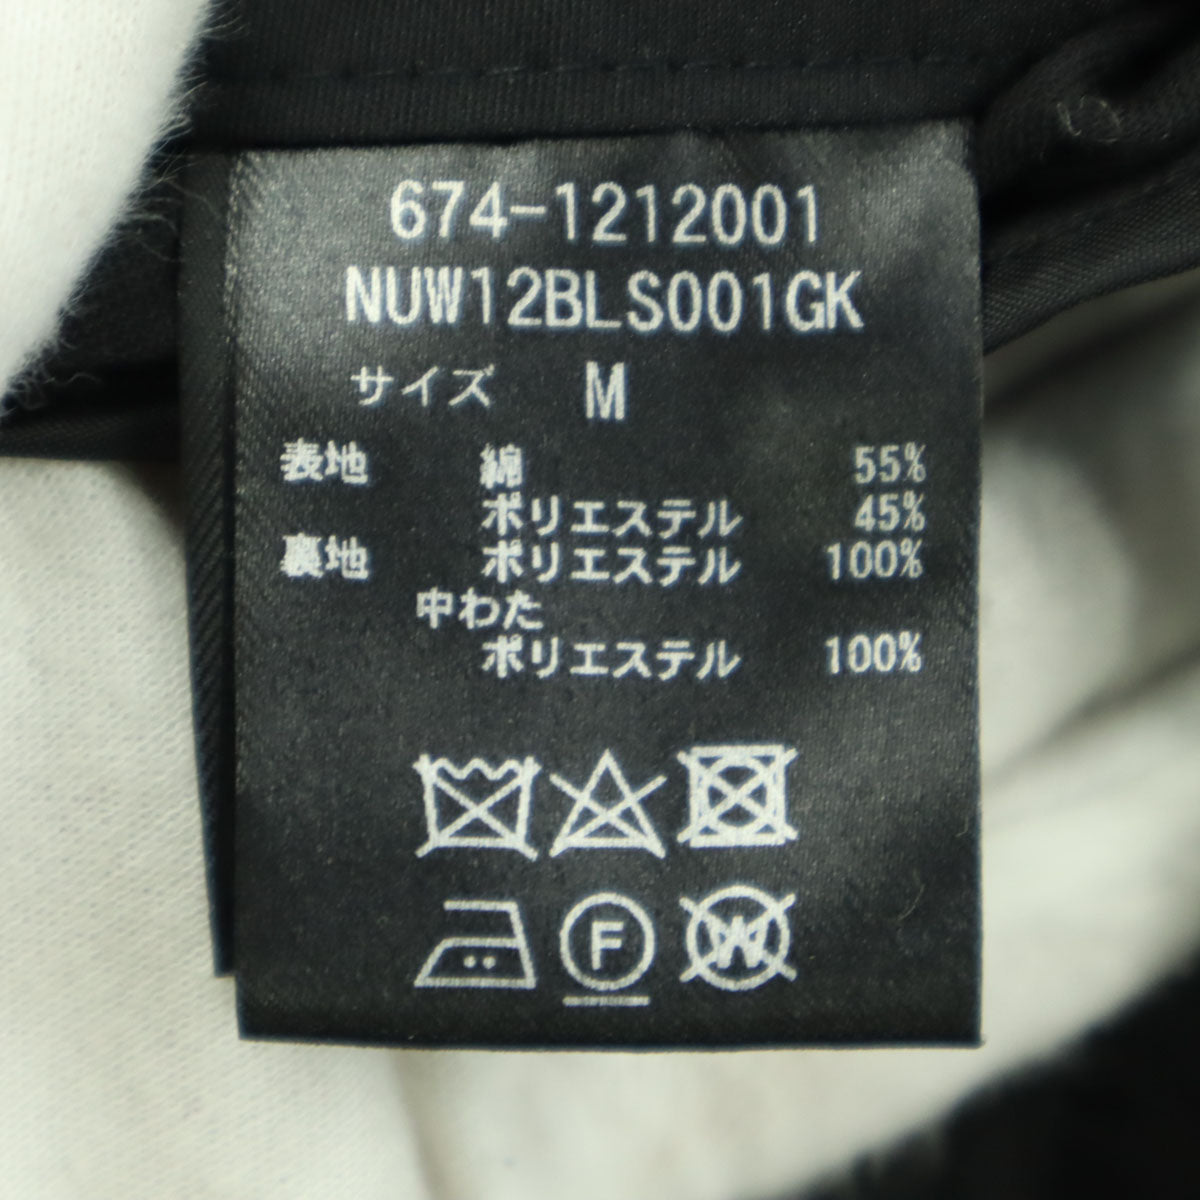 674-1212001
NUW12BLS001GK
サイズ M
表地 綿 55%
ポリエステル 45%
裏地 ポリエステル 100%
中わた
ポリエステル 100%
F W